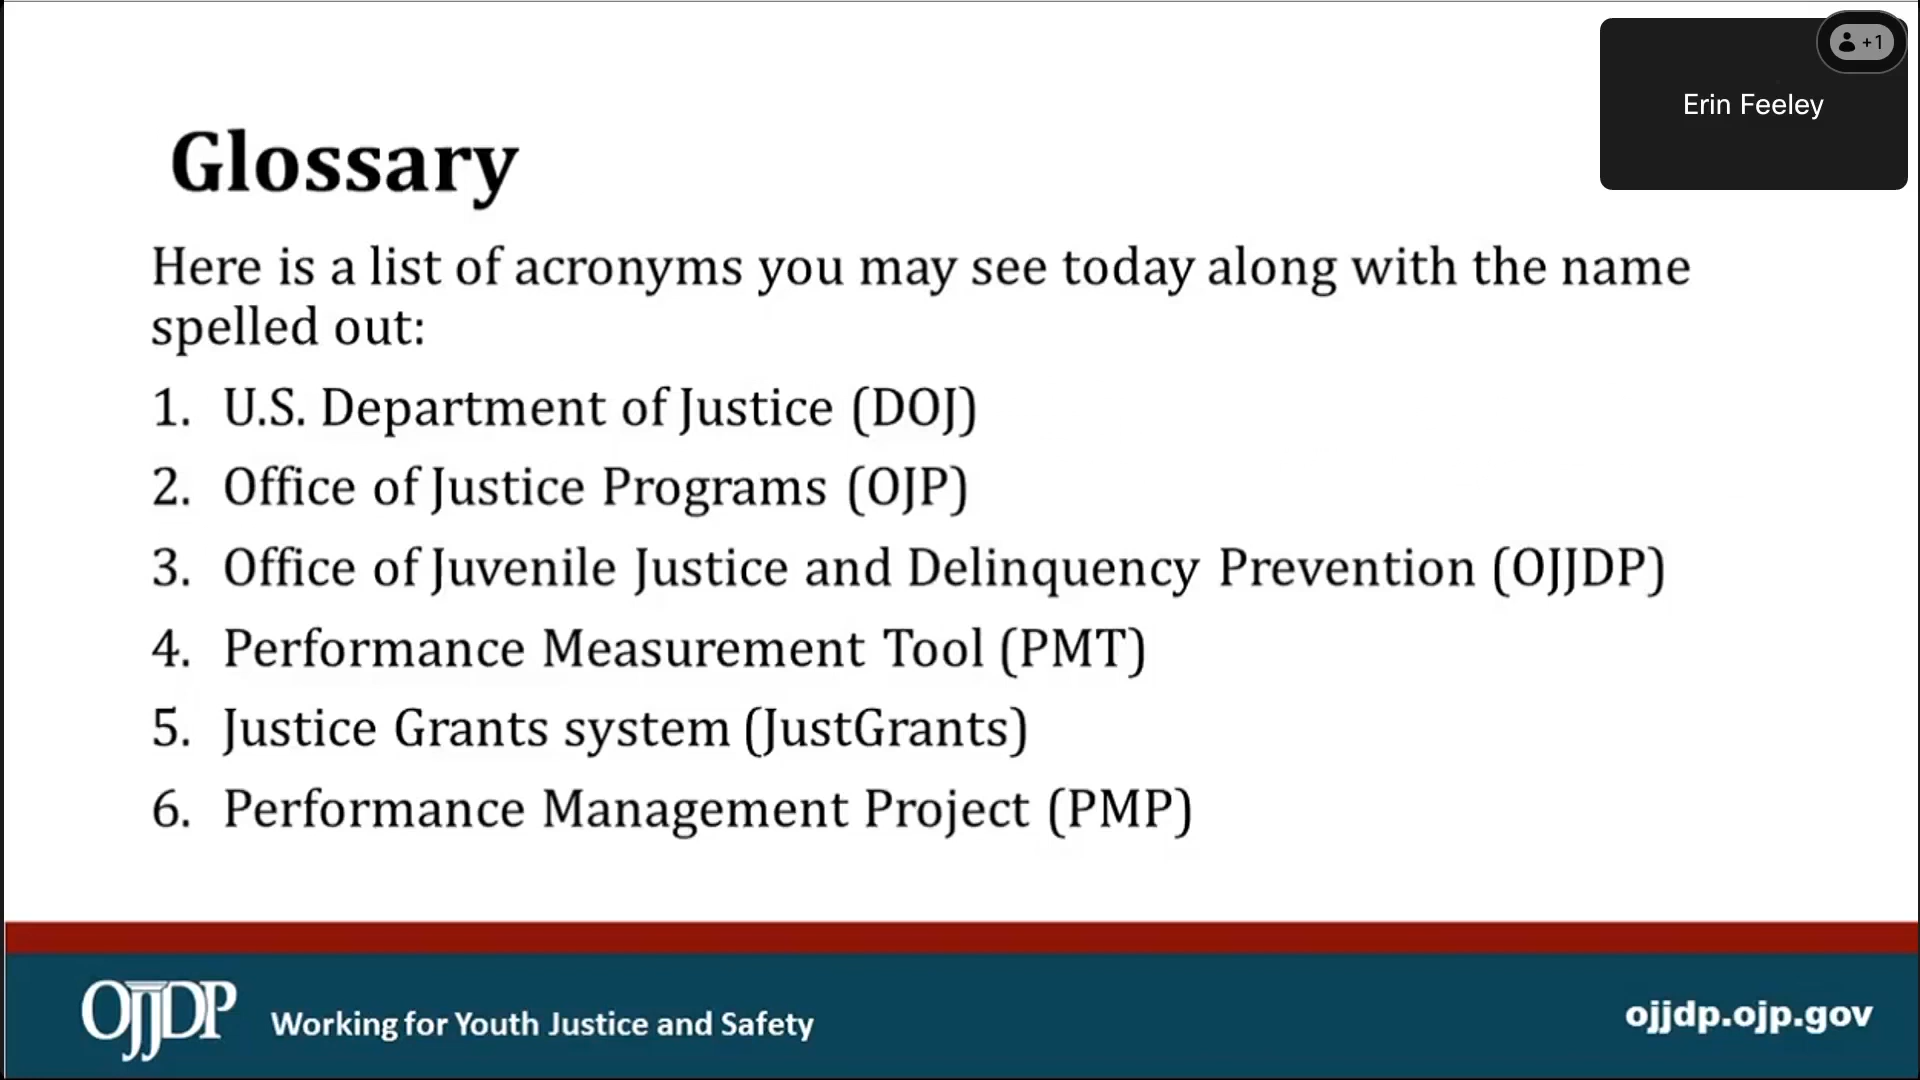 +1
Erin Feeley
Glossary
Here is a list of acronyms you may see today along with the name
spelled out:
1. U.S. Department of Justice (DOJ)
2. Office of Justice Programs (OJP)
3. Office of Juvenile Justice and Delinquency Prevention (OJJDP)
4. Performance Measurement Tool (PMT)
5. Justice Grants system (JustGrants)
6. Performance Management Project (PMP)
OJJDP
Working for Youth Justice and Safety
ojjdp.ojp.gov